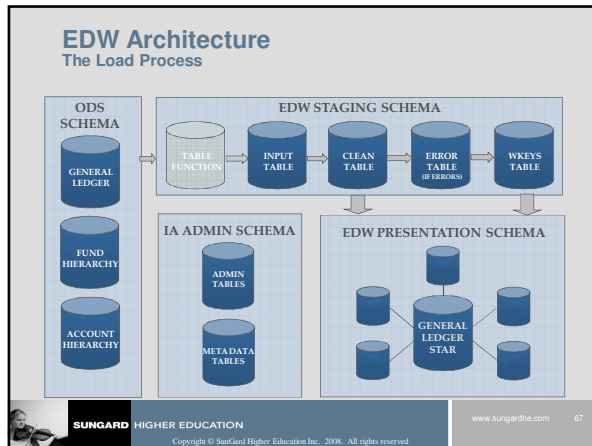 EDW Architecture
The Load Process
ODS
SCHEMA
GENERAL
LEDGER
FUND
HIERARCHY
ACCOUNT
HIERARCHY
EDW STAGING SCHEMA
TABLE
FUNCTION
INPUT
TABLE
CLEAN
TABLE
ERROR
TABLE
(IF ERRORS)
WKEYS
TABLE
IA ADMIN SCHEMA
ADMIN
TABLES
META DATA
TABLES
EDW PRESENTATION SCHEMA
GENERAL
LEDGER
STAR
SUNGARD HIGHER EDUCATION
www.sungardhe.com 67
Copyright © SunGard Higher Education Inc. 2008. All rights reserved